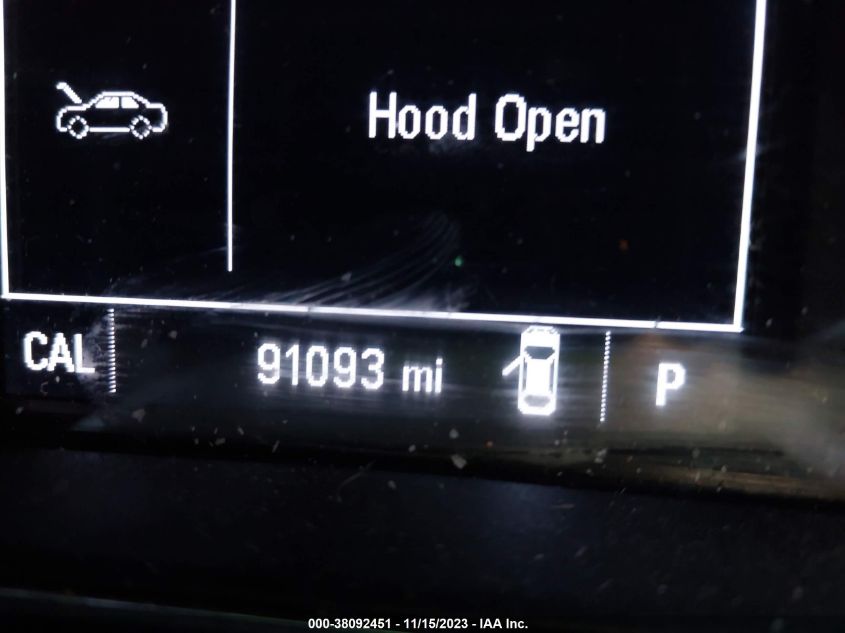 Hood Open
CAL 91093 mi P
000-38092451 - 11/15/2023 - IAA Inc.